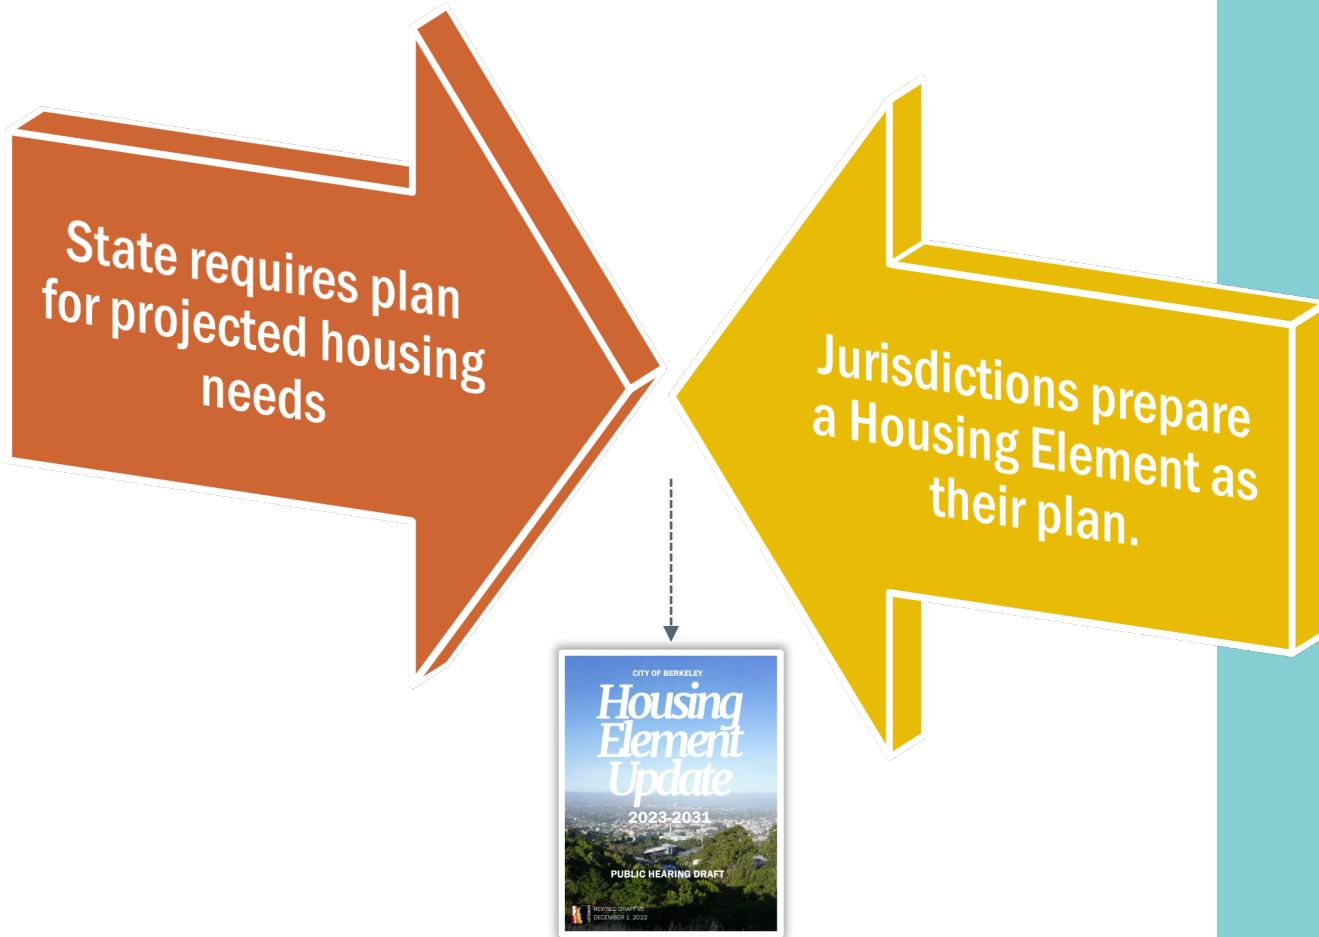 State requires plan
for projected housing
needs
Jurisdictions prepare
a Housing Element as
their plan.
CITY OF BERKELEY
Housing
Element
Update
2023-2031
PUBLIC HEARING DRAFT
REVISED DRAFT V5
DECEMBER 1, 2022